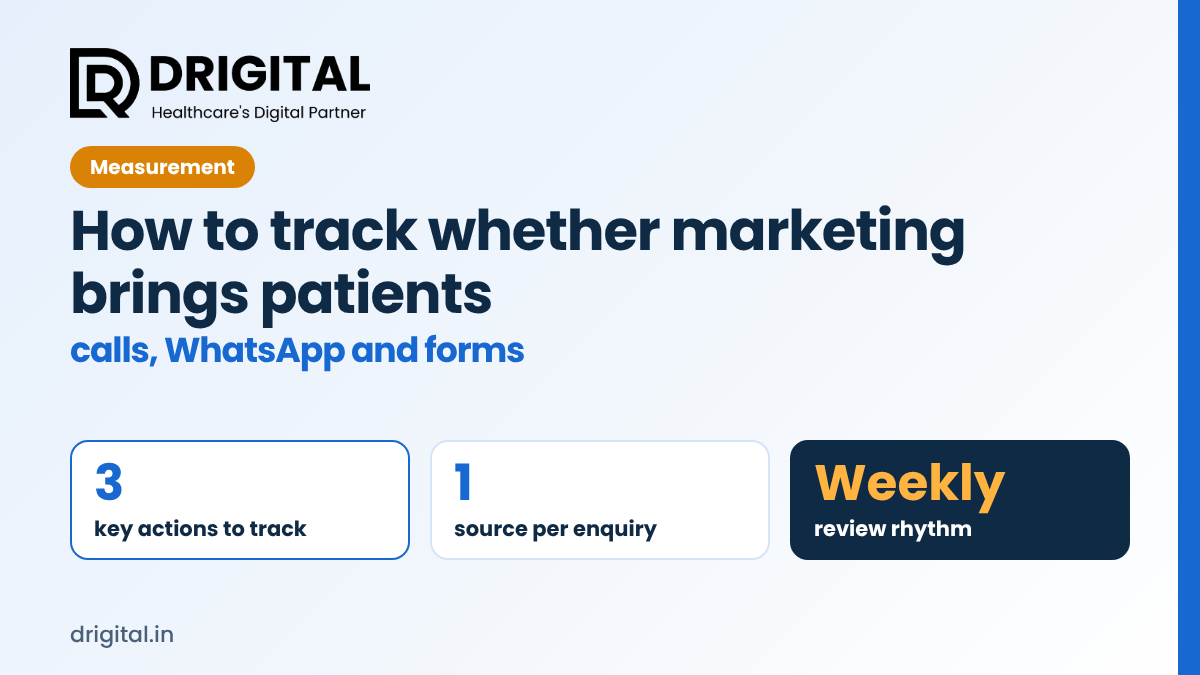 DRIGITAL
Healthcare's Digital Partner
Measurement
How to track whether marketing
brings patients
calls, WhatsApp and forms
3
key actions to track
1
source per enquiry
Weekly
review rhythm
drigital.in